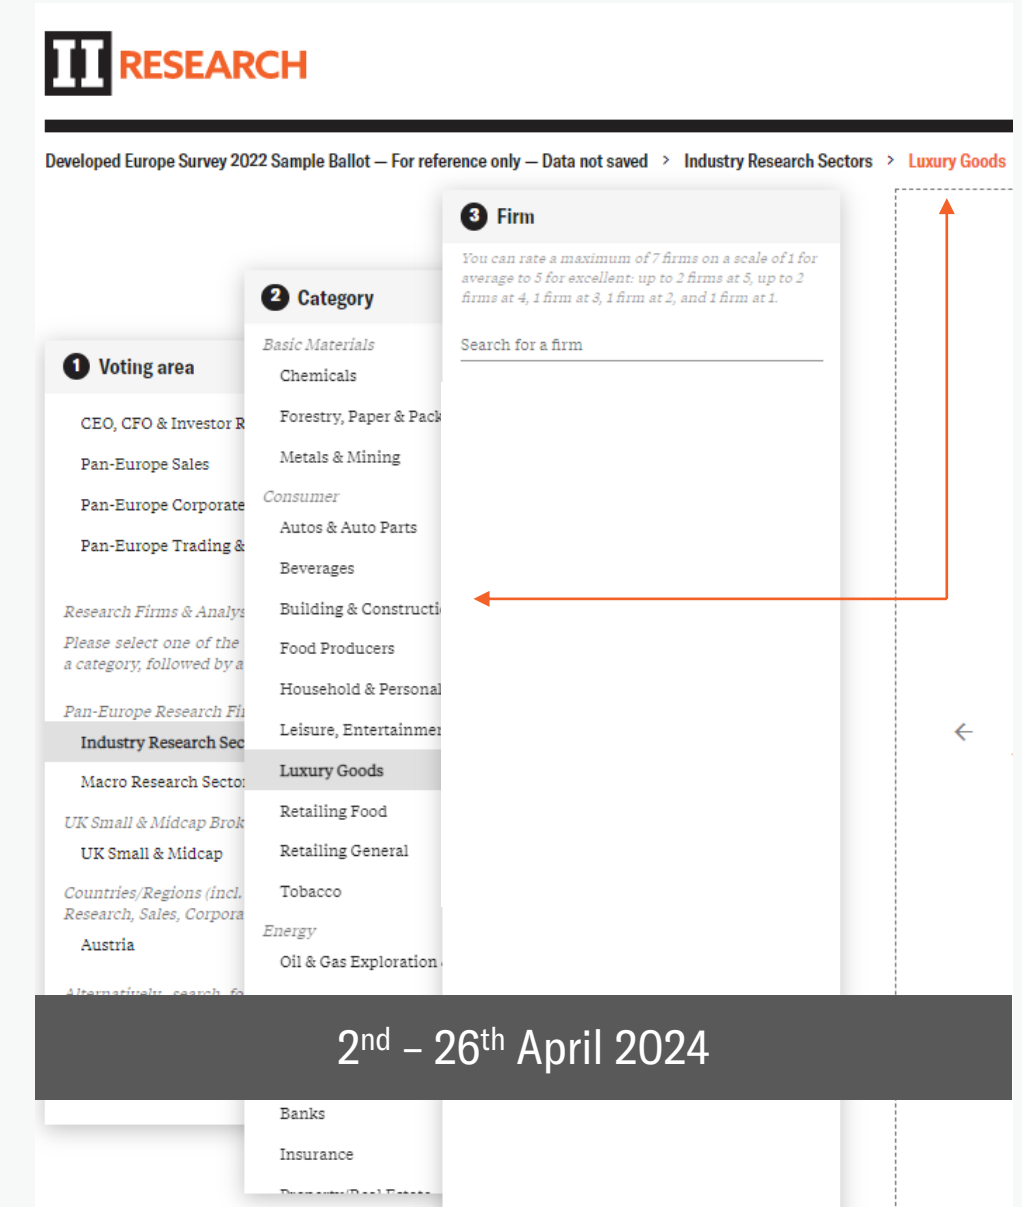 II RESEARCH
Developed Europe Survey 2022 Sample Ballot — For reference only — Data not saved > Industry Research Sectors > Luxury Goods
3 Firm
You can rate a maximum of 7 firms on a scale of 1 for
average to 5 for excellent: up to 2 firms at 5, up to 2
firms at 4, 1 firm at 3, 1 firm at 2, and 1 firm at 1.
Search for a firm
2 Category
Basic Materials
Chemicals
Forestry, Paper & Pack
Metals & Mining
Consumer
Autos & Auto Parts
Beverages
Building & Constructi
Food Producers
Household & Personal
Leisure, Entertainmen
Luxury Goods
Retailing Food
Retailing General
Tobacco
Energy
Oil & Gas Exploration
1 Voting area
CEO, CFO & Investor R
Pan-Europe Sales
Pan-Europe Corporate
Pan-Europe Trading &
Research Firms & Analys
Please select one of the
a category, followed by a
Pan-Europe Research Fi
Industry Research Sec
Macro Research Sector
UK Small & Midcap Brok
UK Small & Midcap
Countries/Regions (incl.
Research, Sales, Corpora
Austria
Alternatively, search fo
2nd – 26th April 2024
Banks
Insurance
Property/Real Estate